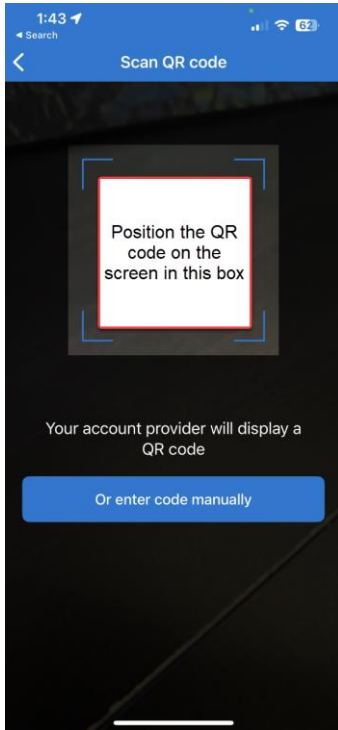 1:43
62
◄ Search
Scan QR code
Position the QR
code on the
screen in this box
Your account provider will display a
QR code
Or enter code manually